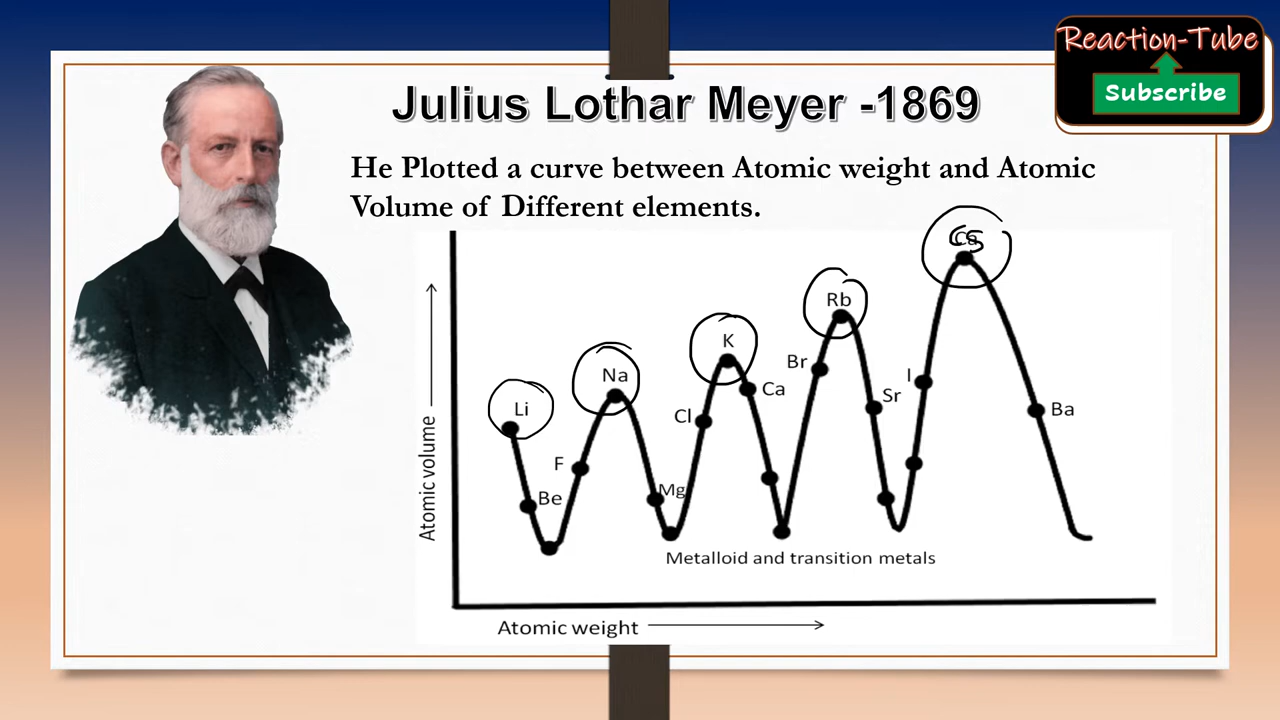 Reaction-Tube
Subscribe
Julius Lothar Meyer -1869
He Plotted a curve between Atomic weight and Atomic
Volume of Different elements.
Cs
Rb
K
Na
Li
Br
I
Ca
Sr
Cl
Ba
F
Be
Mg
Atomic volume
Metalloid and transition metals
Atomic weight